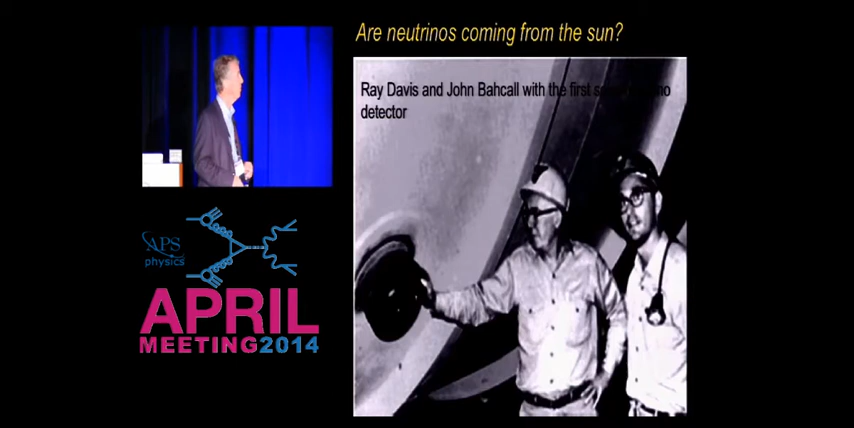 Are neutrinos coming from the sun?
Ray Davis and John Bahcall with the first
detector
APS
physics
APRIL
MEETING2014